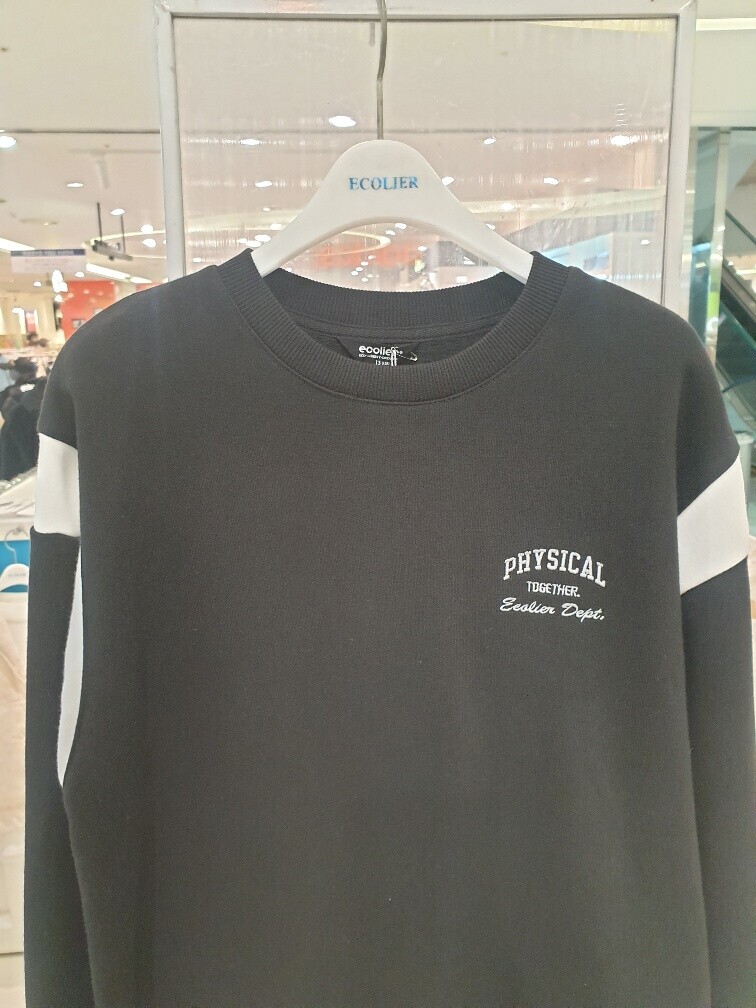 ECOLIER
ecolier
PHYSICAL
TOGETHER.
Ecolier Dept.